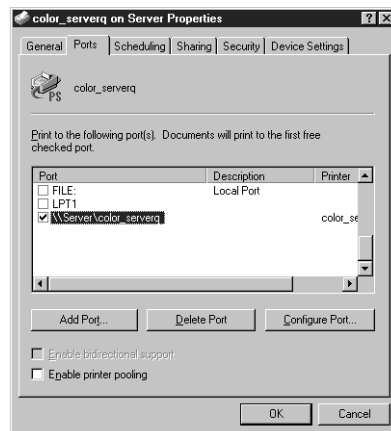 color_serverq on Server Properties
General Ports Scheduling Sharing Security Device Settings
PS color_serverq
Print to the following port(s). Documents will print to the first free
checked port.
Port Description Printer
FILE: Local Port
LPT1
\\Server\color_serverq color_se
Add Port... Delete Port Configure Port...
Enable bidirectional support
Enable printer pooling
OK Cancel